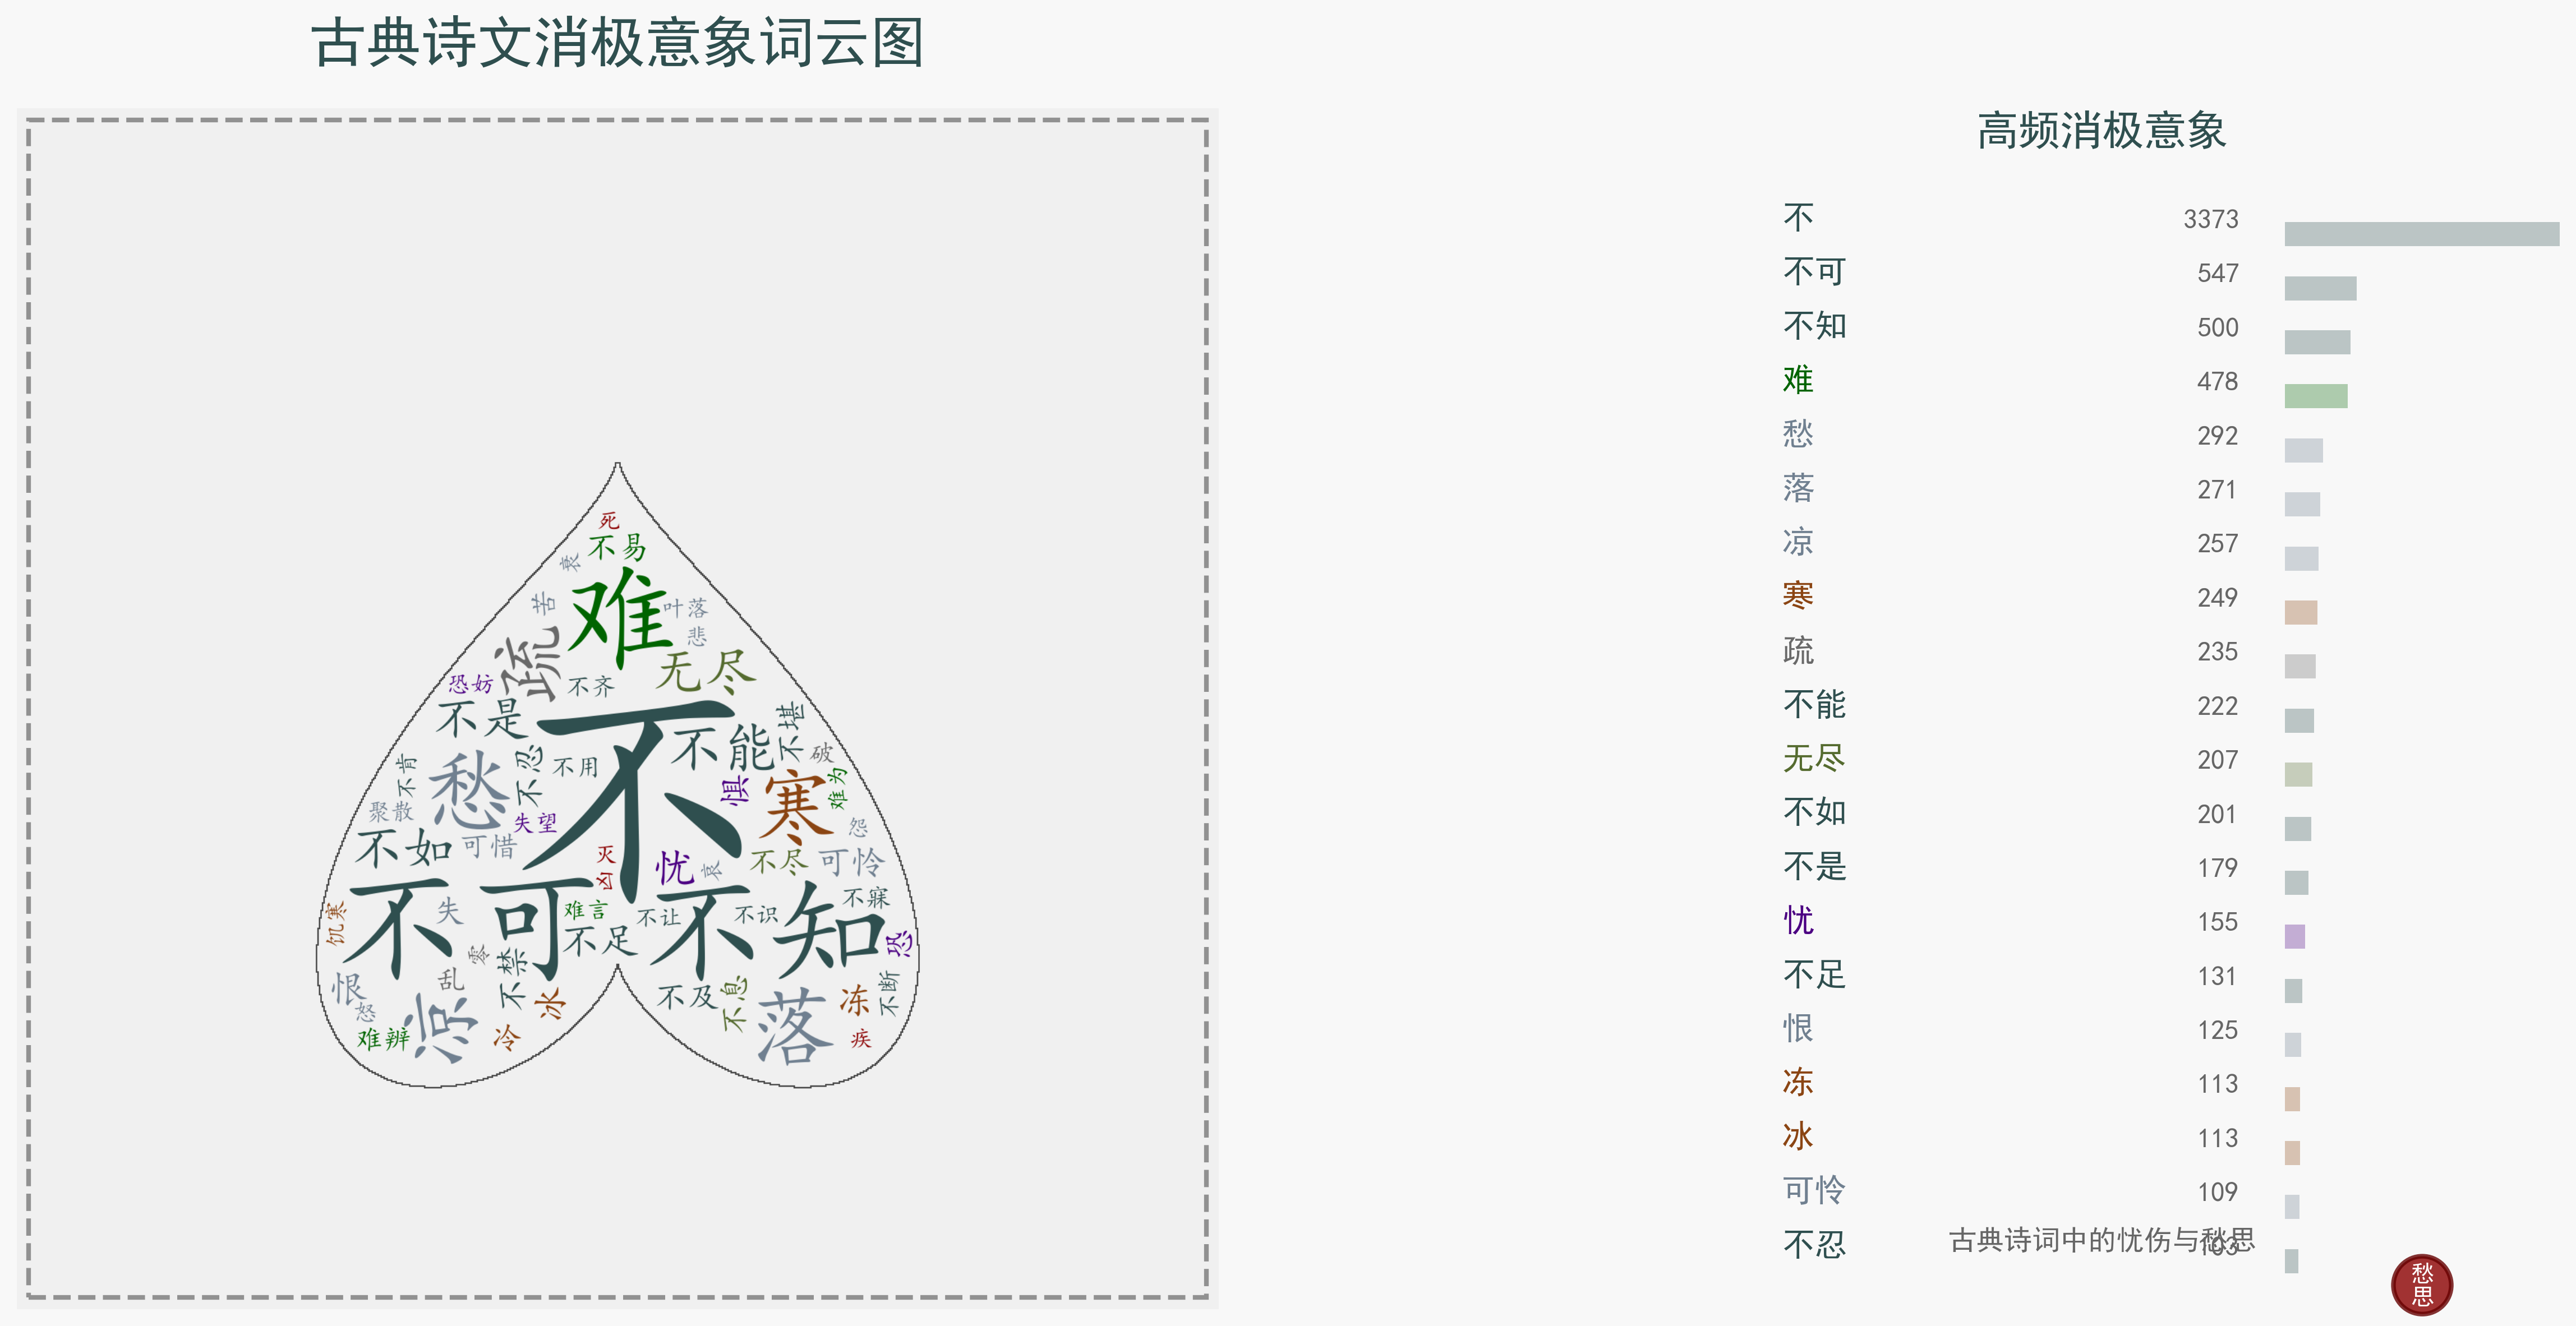 古典诗文消极意象词云图
死
不易
衰
难
苦
叶落
悲
疏
无尽
恐妨
不齐
不是
不
不能
不堪
破
愁
不忍
不用
不肯
惧
寒
难为
聚散
失望
怨
不如
可惜
灭
忧
哀
不尽
可怜
凶
不可
不知
不寐
饥寒
失
难言
不让
不识
不足
恐
零
不禁
恨
乱
冰
不及
不息
冻
不断
怒
凉
落
难辨
冷
疾
高频消极意象
不 3373
不可 547
不知 500
难 478
愁 292
落 271
凉 257
寒 249
疏 235
不能 222
无尽 207
不如 201
不是 179
忧 155
不足 131
恨 125
冻 113
冰 113
可怜 109
不忍 103
古典诗词中的忧伤与愁思
愁
思